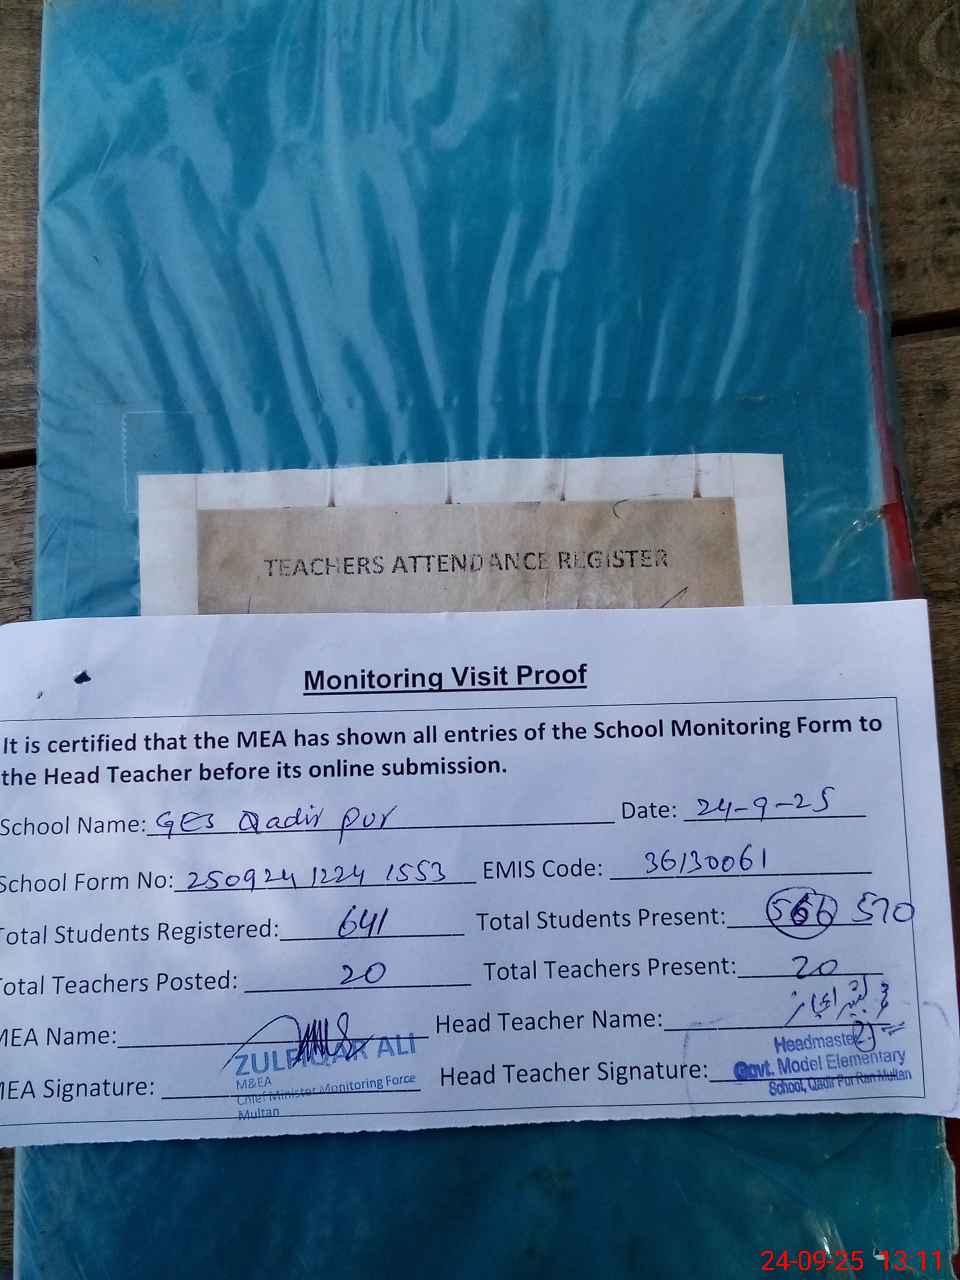 TEACHERS ATTENDANCE REGISTER
Monitoring Visit Proof
It is certified that the MEA has shown all entries of the School Monitoring Form to
the Head Teacher before its online submission.
School Name: GES Qadir pur Date: 24-9-25
School Form No: 250924 1224 1553 EMIS Code: 36130061
Total Students Registered: 641 Total Students Present: 566 570
Total Teachers Posted: 20 Total Teachers Present: 20
MEA Name: Head Teacher Name:
ZULFIQAR ALI
M&EA
Chief Minister Monitoring Force
Multan
MEA Signature: Head Teacher Signature:
Headmaster
Govt. Model Elementary
School, Qadir Pur Ran Multan
24-09-25 13:11